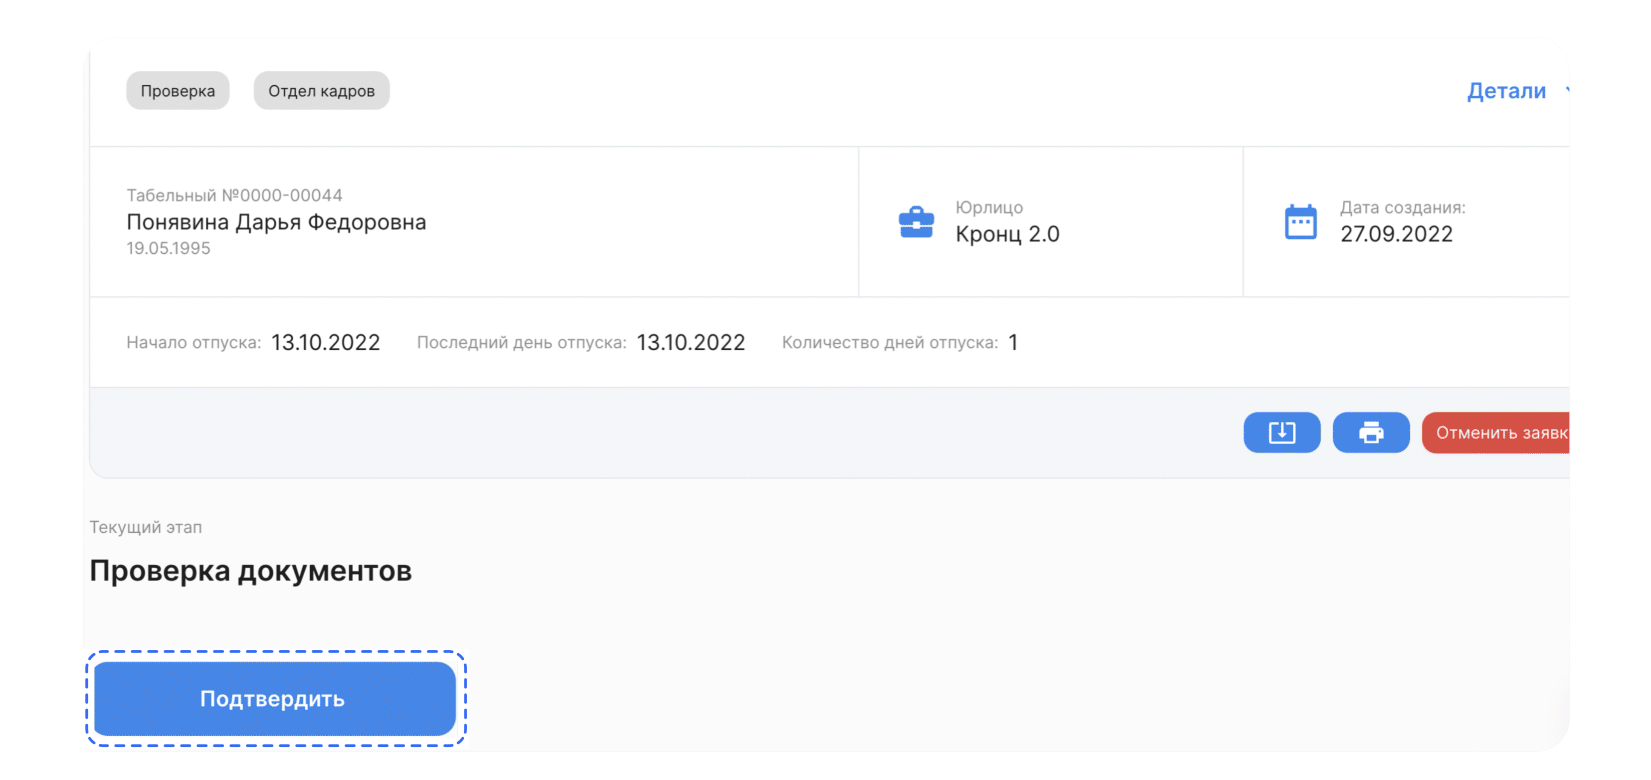 Проверка
Отдел кадров
Детали
Табельный №0000-00044
Понявина Дарья Федоровна
19.05.1995
Юрлицо
Кронц 2.0
Дата создания:
27.09.2022
Начало отпуска: 13.10.2022
Последний день отпуска: 13.10.2022
Количество дней отпуска: 1
Отменить заявк
Текущий этап
Проверка документов
Подтвердить